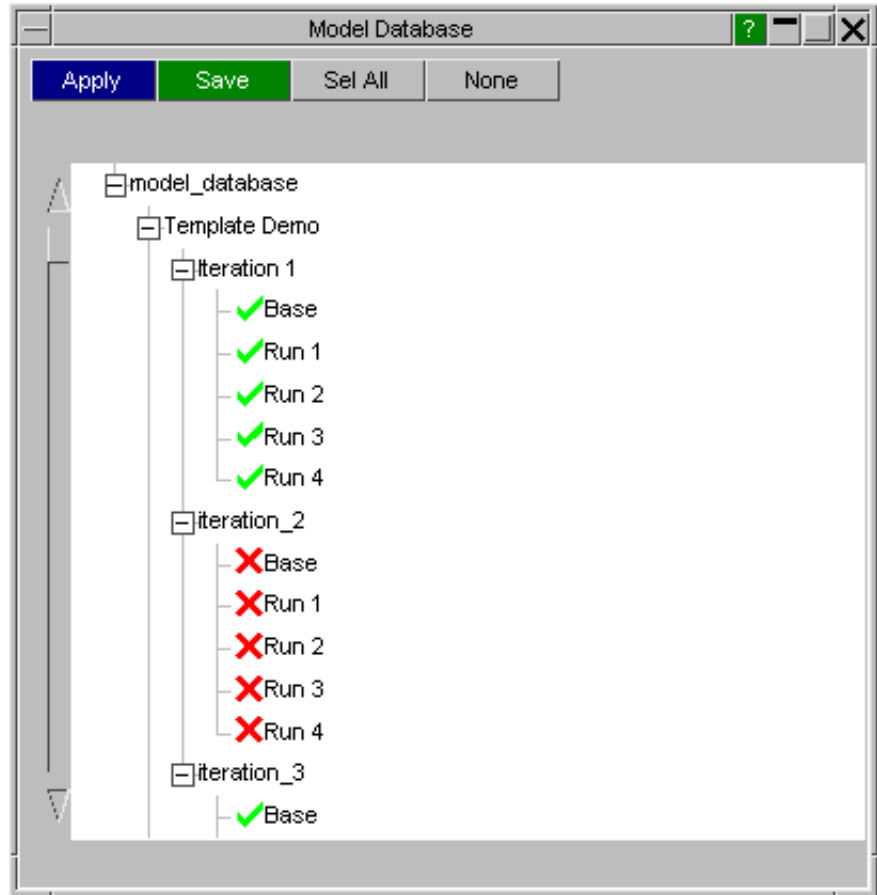 Model Database
?
Apply Save Sel All None
model_database
Template Demo
Iteration 1
Base
Run 1
Run 2
Run 3
Run 4
iteration_2
Base
Run 1
Run 2
Run 3
Run 4
iteration_3
Base